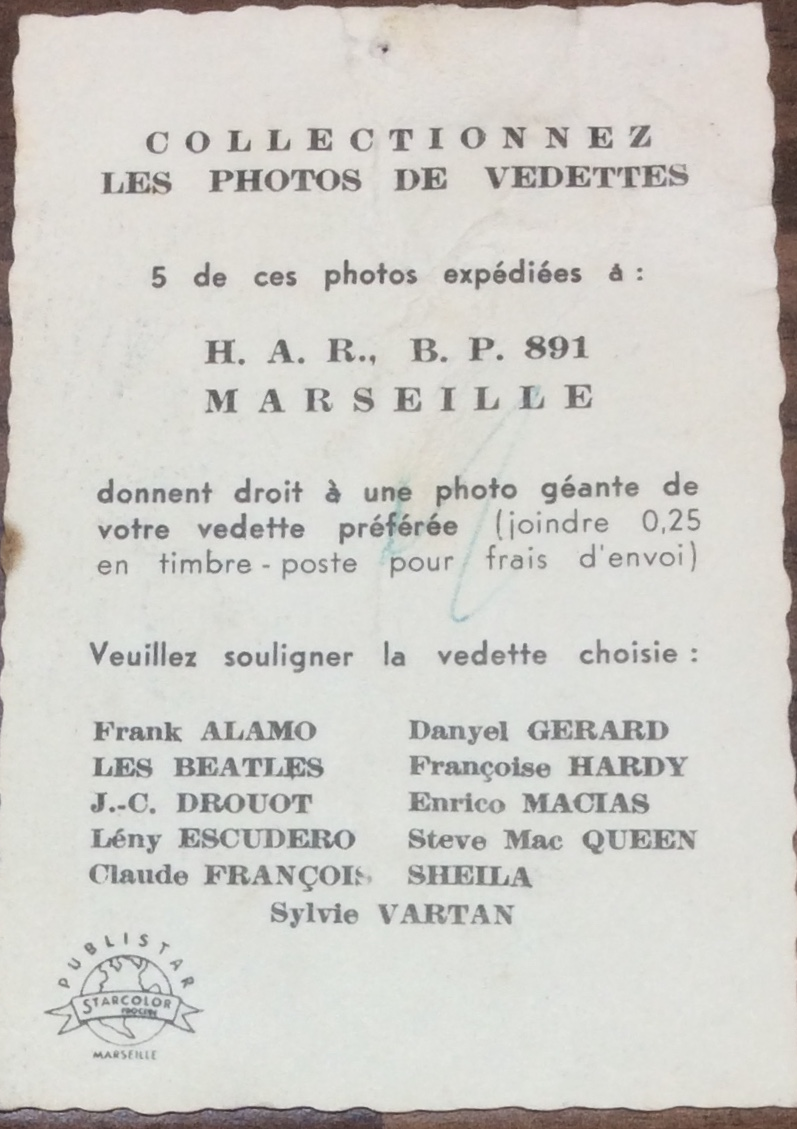 COLLECTIONNEZ
LES PHOTOS DE VEDETTES
5 de ces photos expédiées à :
H. A. R., B. P. 891
MARSEILLE
donnent droit à une photo géante de
votre vedette préférée (joindre 0,25
en timbre-poste pour frais d'envoi)
Veuillez souligner la vedette choisie :
Frank ALAMO
LES BEATLES
J.-C. DROUOT
Lény ESCUDERO
Claude FRANÇOIS
Danyel GERARD
Françoise HARDY
Enrico MACIAS
Steve Mac QUEEN
SHEILA
Sylvie VARTAN
PUBLISTAR
STARCOLOR
MARSEILLE